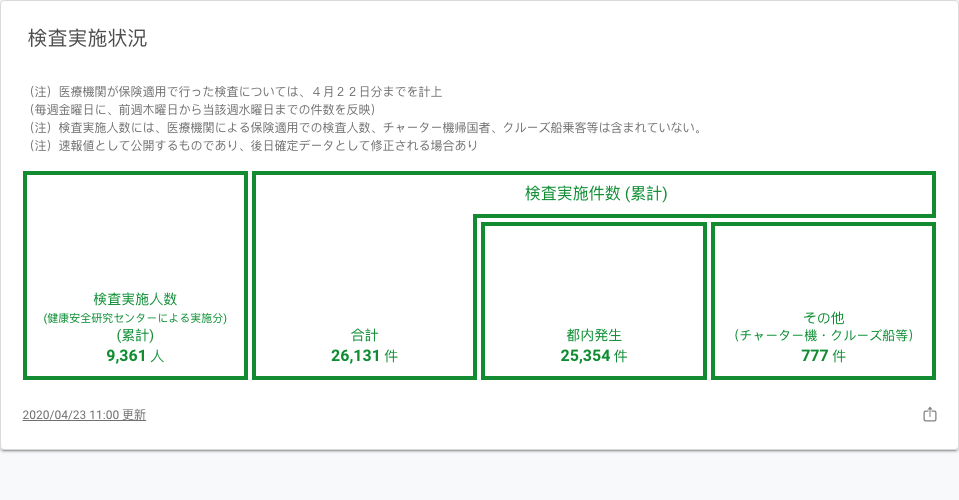 検査実施状況
（注）医療機関が保険適用で行った検査については、４月２２日分までを計上
（毎週金曜日に、前週木曜日から当該週水曜日までの件数を反映）
（注）検査実施人数には、医療機関による保険適用での検査人数、チャーター機帰国者、クルーズ船乗客等は含まれていない。
（注）速報値として公開するものであり、後日確定データとして修正される場合あり
検査実施人数
(健康安全研究センターによる実施分)
(累計)
9,361 人
検査実施件数 (累計)
合計
26,131 件
都内発生
25,354 件
その他
（チャーター機・クルーズ船等）
777 件
2020/04/23 11:00 更新